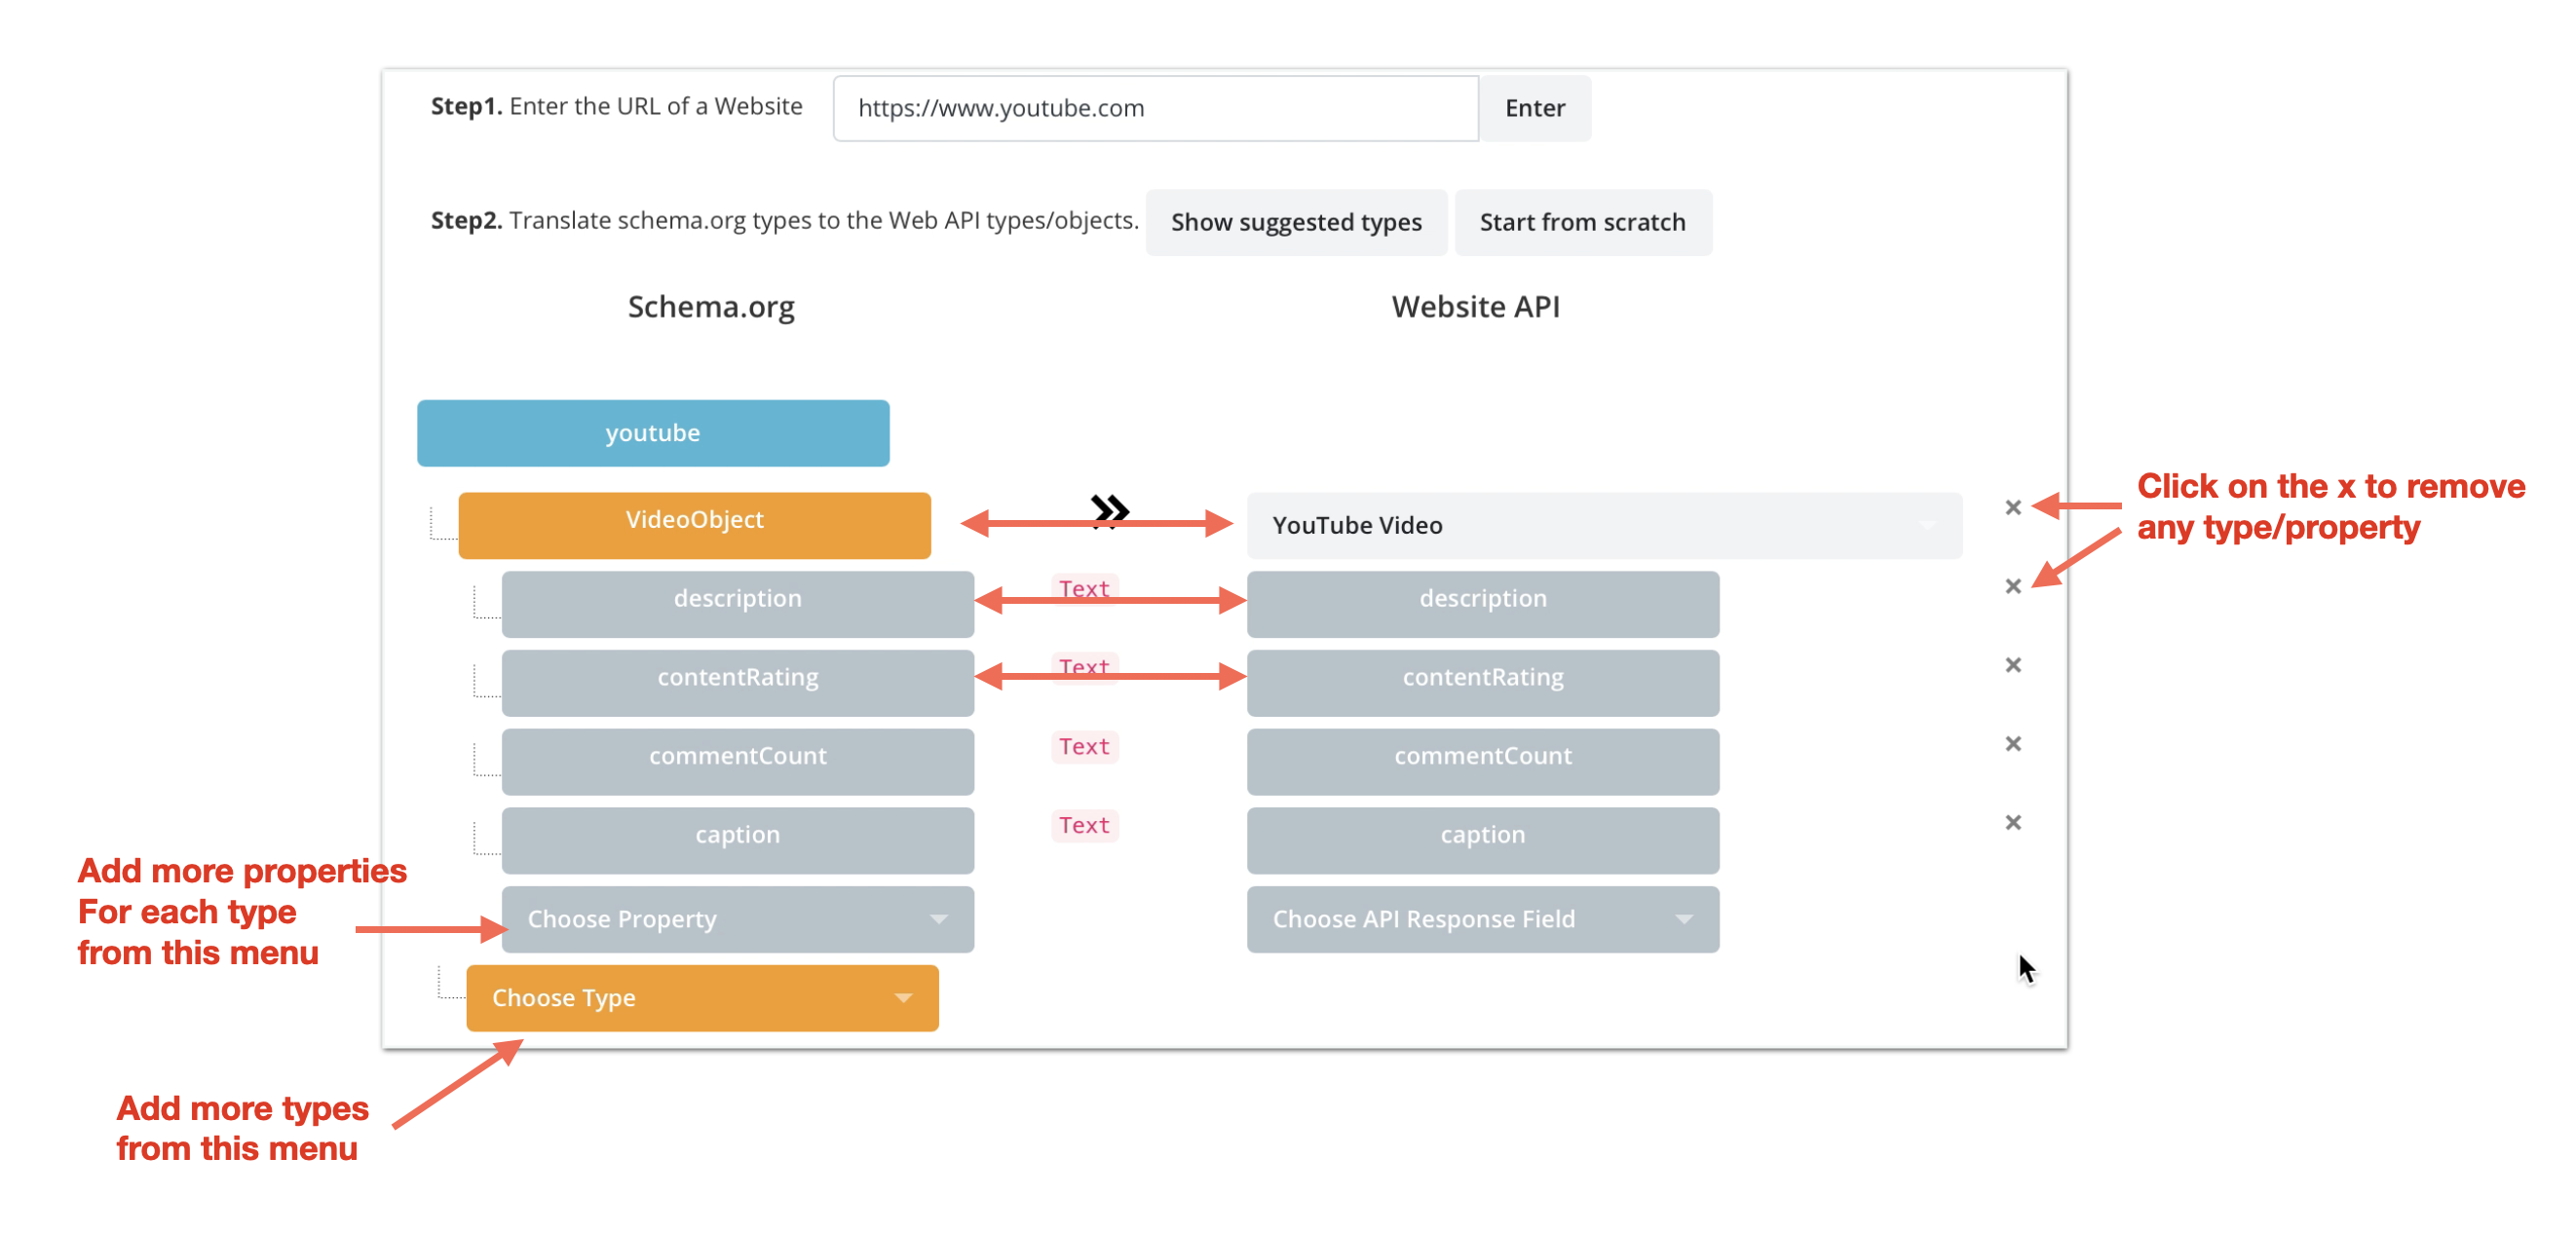 Step1. Enter the URL of a Website https://www.youtube.com Enter
Step2. Translate schema.org types to the Web API types/objects. Show suggested types Start from scratch
Schema.org Website API
youtube
VideoObject YouTube Video ×
Click on the x to remove
any type/property
description Text description ×
contentRating Text contentRating ×
commentCount Text commentCount ×
caption Text caption ×
Add more properties
For each type
from this menu
Choose Property Choose API Response Field
Choose Type
Add more types
from this menu